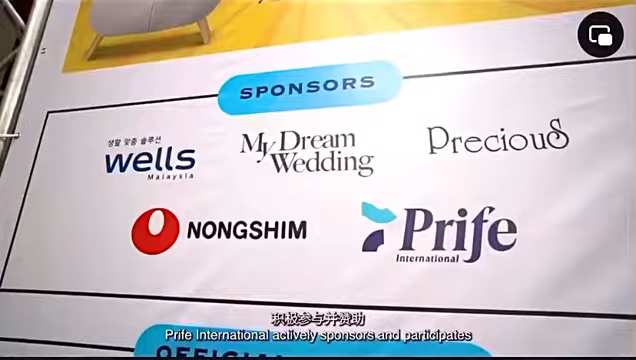 SPONSORS
생활 맞춤 솔루션
wells
Malaysia
My Dream
Wedding
PreciouS
NONGSHIM
Prife
International
积极参与并赞助
Prife International actively sponsors and participates